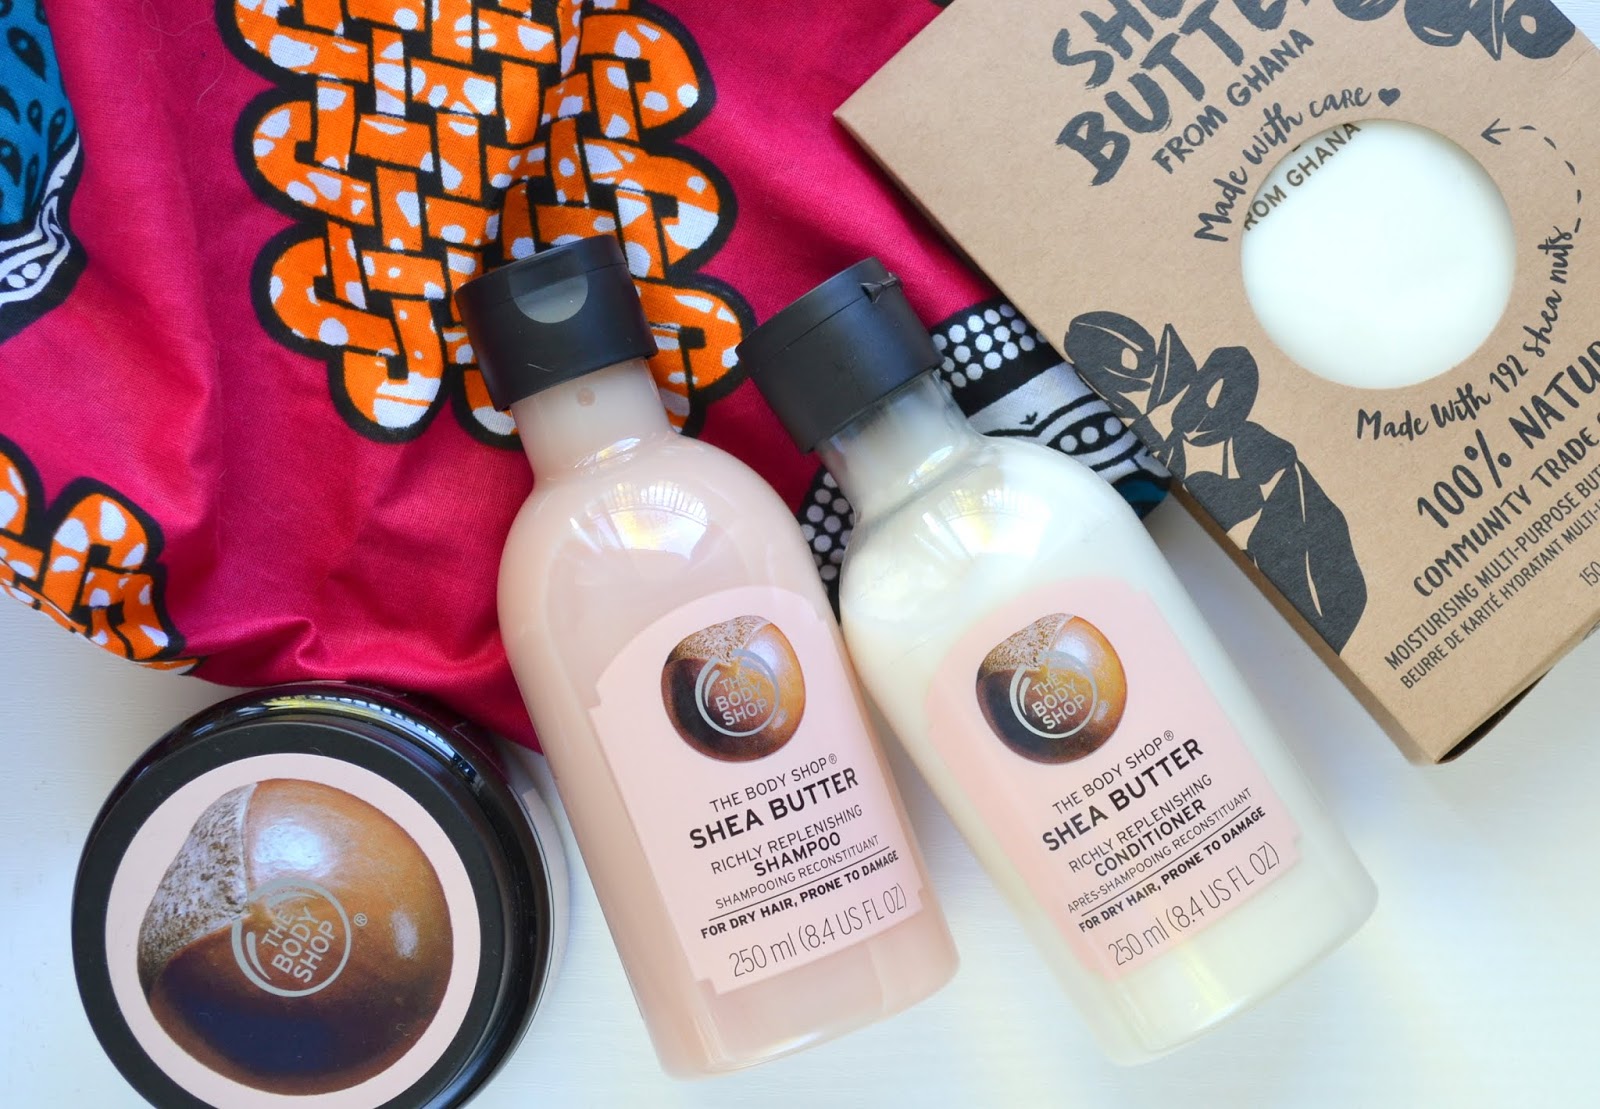 THE
BODY
SHOP
®
THE
BODY
SHOP
THE BODY SHOP®
SHEA BUTTER
RICHLY REPLENISHING
SHAMPOO
SHAMPOOING RECONSTITUANT
FOR DRY HAIR, PRONE TO DAMAGE
250 ml (8.4 US FL OZ)
THE
BODY
SHOP
THE BODY SHOP®
SHEA BUTTER
RICHLY REPLENISHING
CONDITIONER
APRÈS-SHAMPOOING RECONSTITUANT
FOR DRY HAIR, PRONE TO DAMAGE
250 ml (8.4 US FL OZ)
BUTTER
FROM GHANA
Made with care
FROM GHANA
Made With 192 shea nuts
100%
COMMUNITY TRADE
MOISTURISING MULTI-PURPOSE
BEURRE DE KARITÉ HYDRATANT